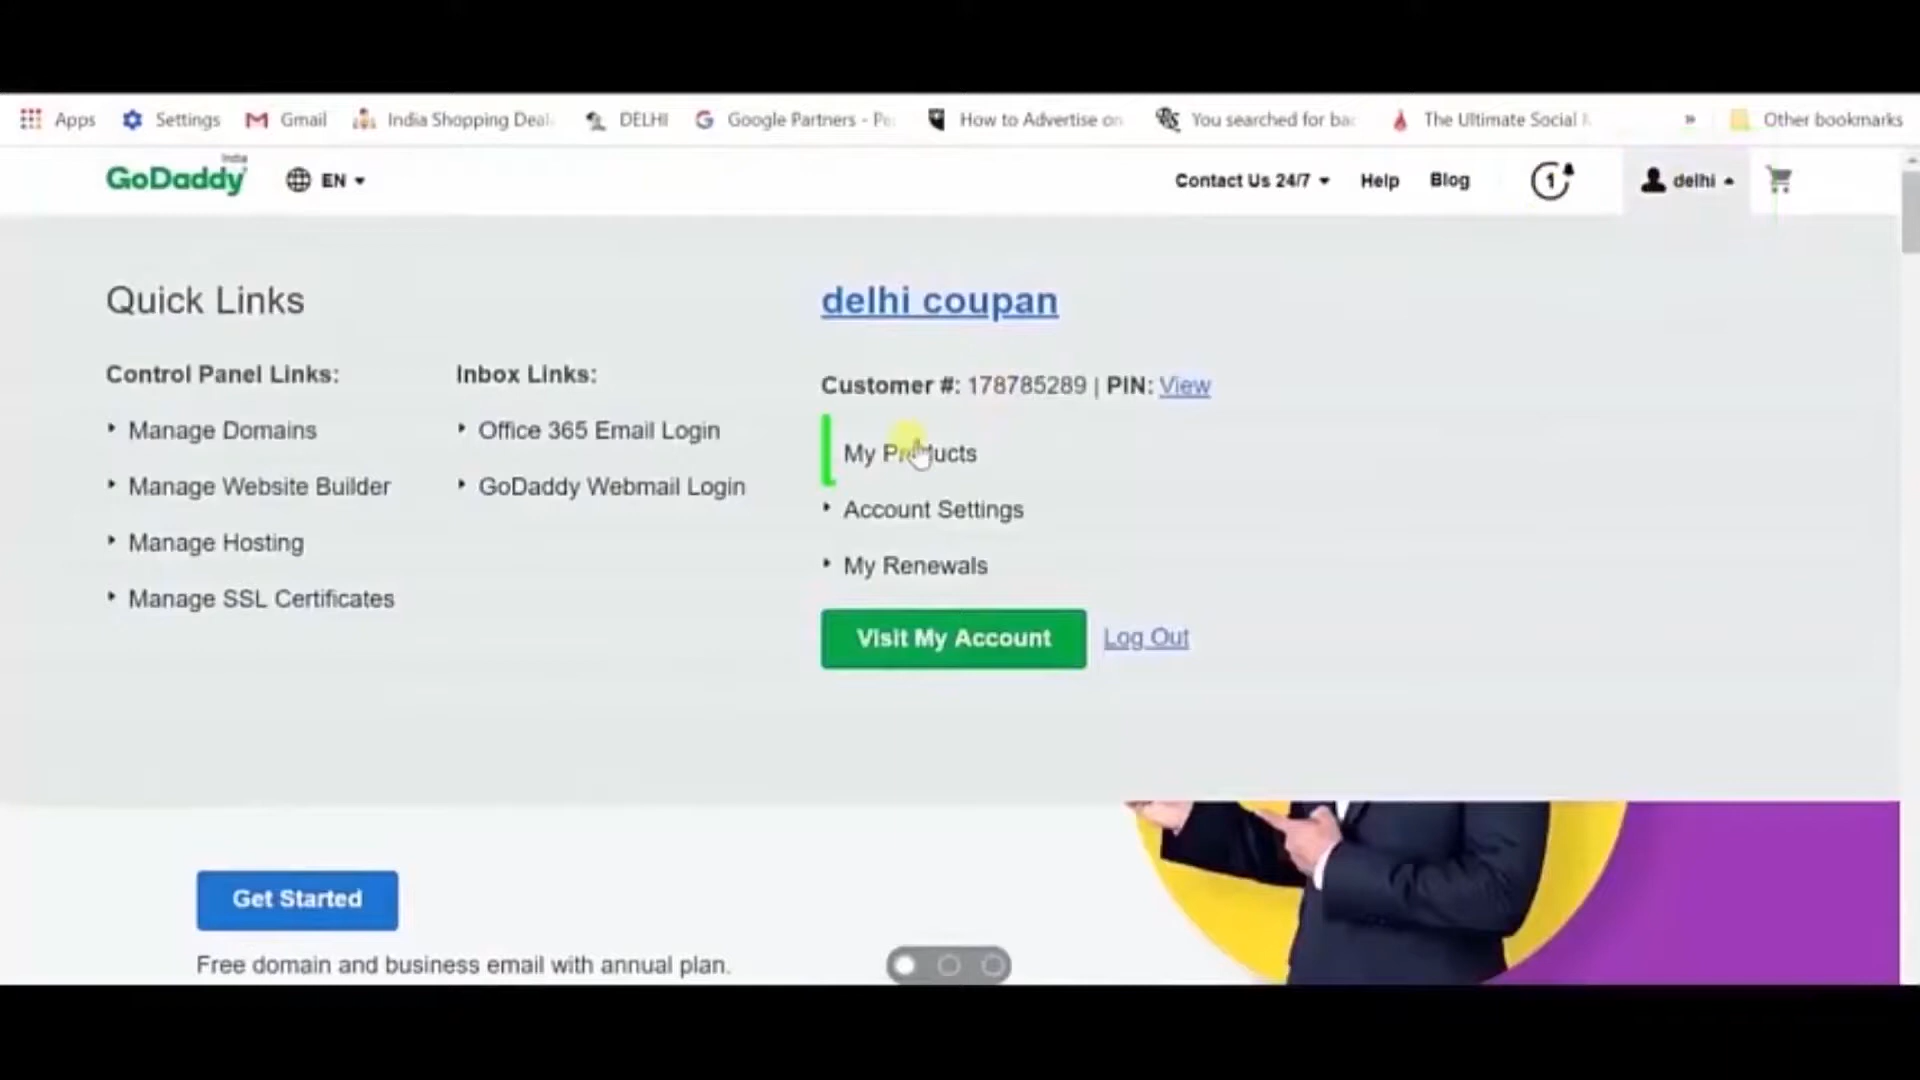 Apps Settings Gmail India Shopping Deal DELHI Google Partners - Pe How to Advertise on You searched for bac The Ultimate Social » Other bookmarks
GoDaddy India EN Contact Us 24/7 Help Blog 1 delhi
Quick Links
Control Panel Links:
Manage Domains
Manage Website Builder
Manage Hosting
Manage SSL Certificates
Inbox Links:
Office 365 Email Login
GoDaddy Webmail Login
delhi coupan
Customer #: 178785289 | PIN: View
My Products
Account Settings
My Renewals
Visit My Account Log Out
Get Started
Free domain and business email with annual plan.